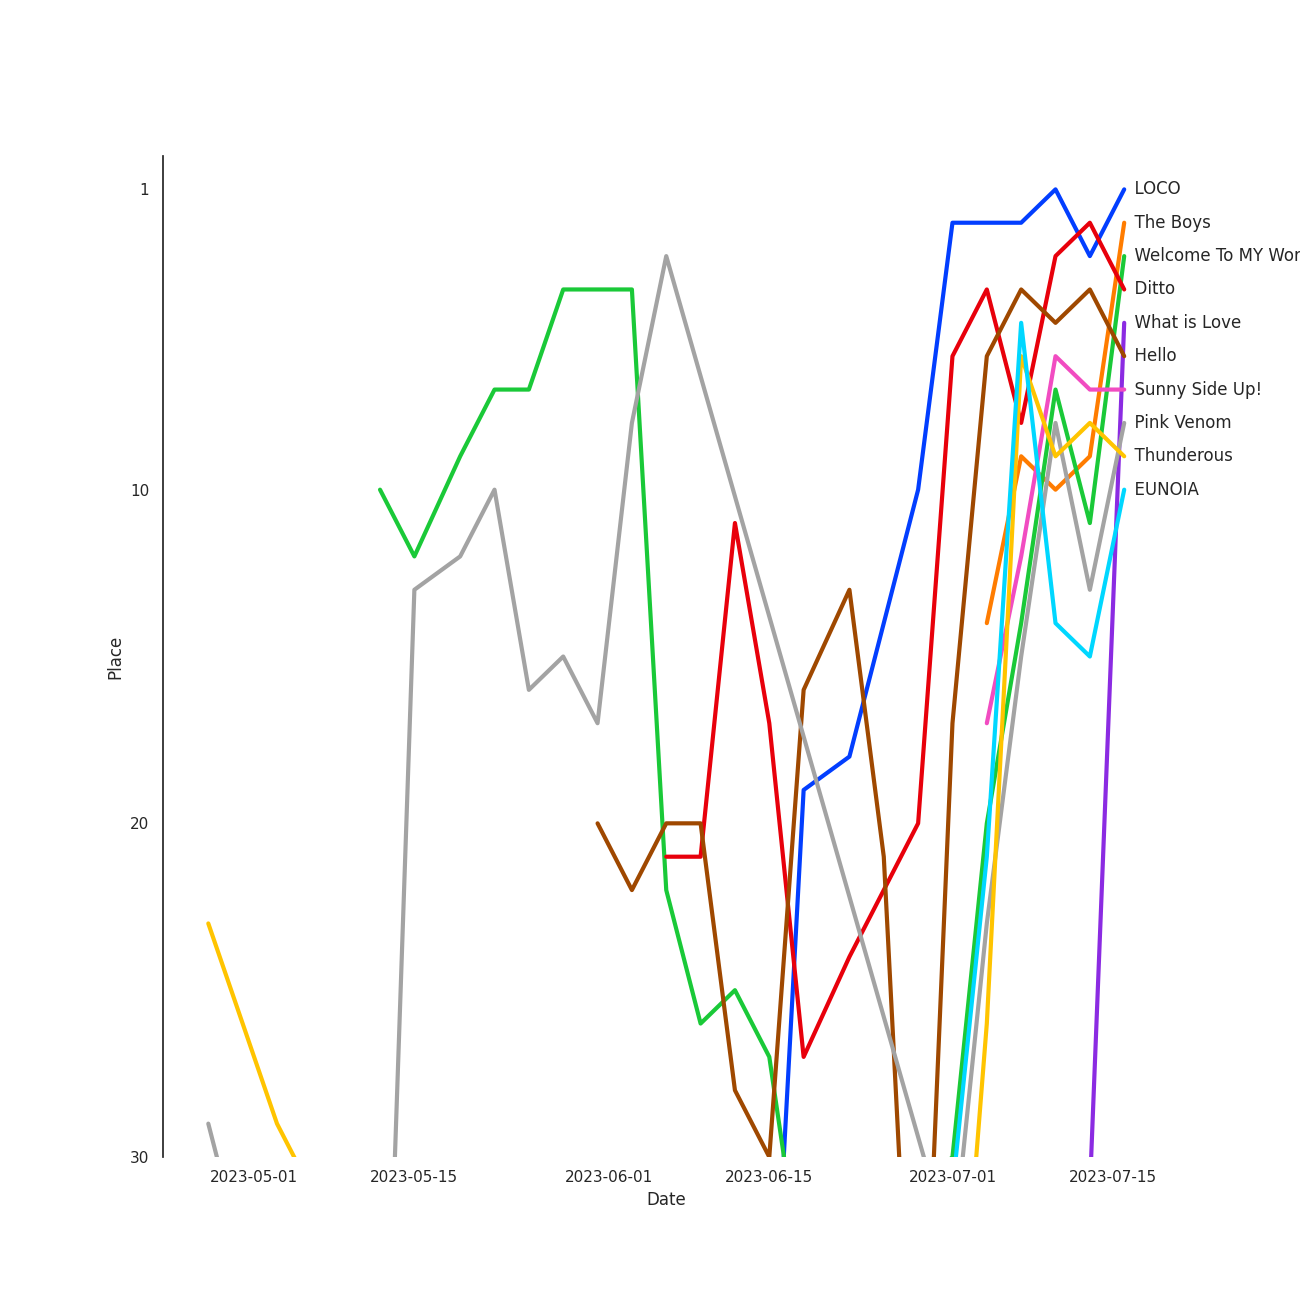 1
10
20
30
Place
2023-05-01
2023-05-15
2023-06-01
2023-06-15
2023-07-01
2023-07-15
Date
LOCO
The Boys
Welcome To MY Wor
Ditto
What is Love
Hello
Sunny Side Up!
Pink Venom
Thunderous
EUNOIA